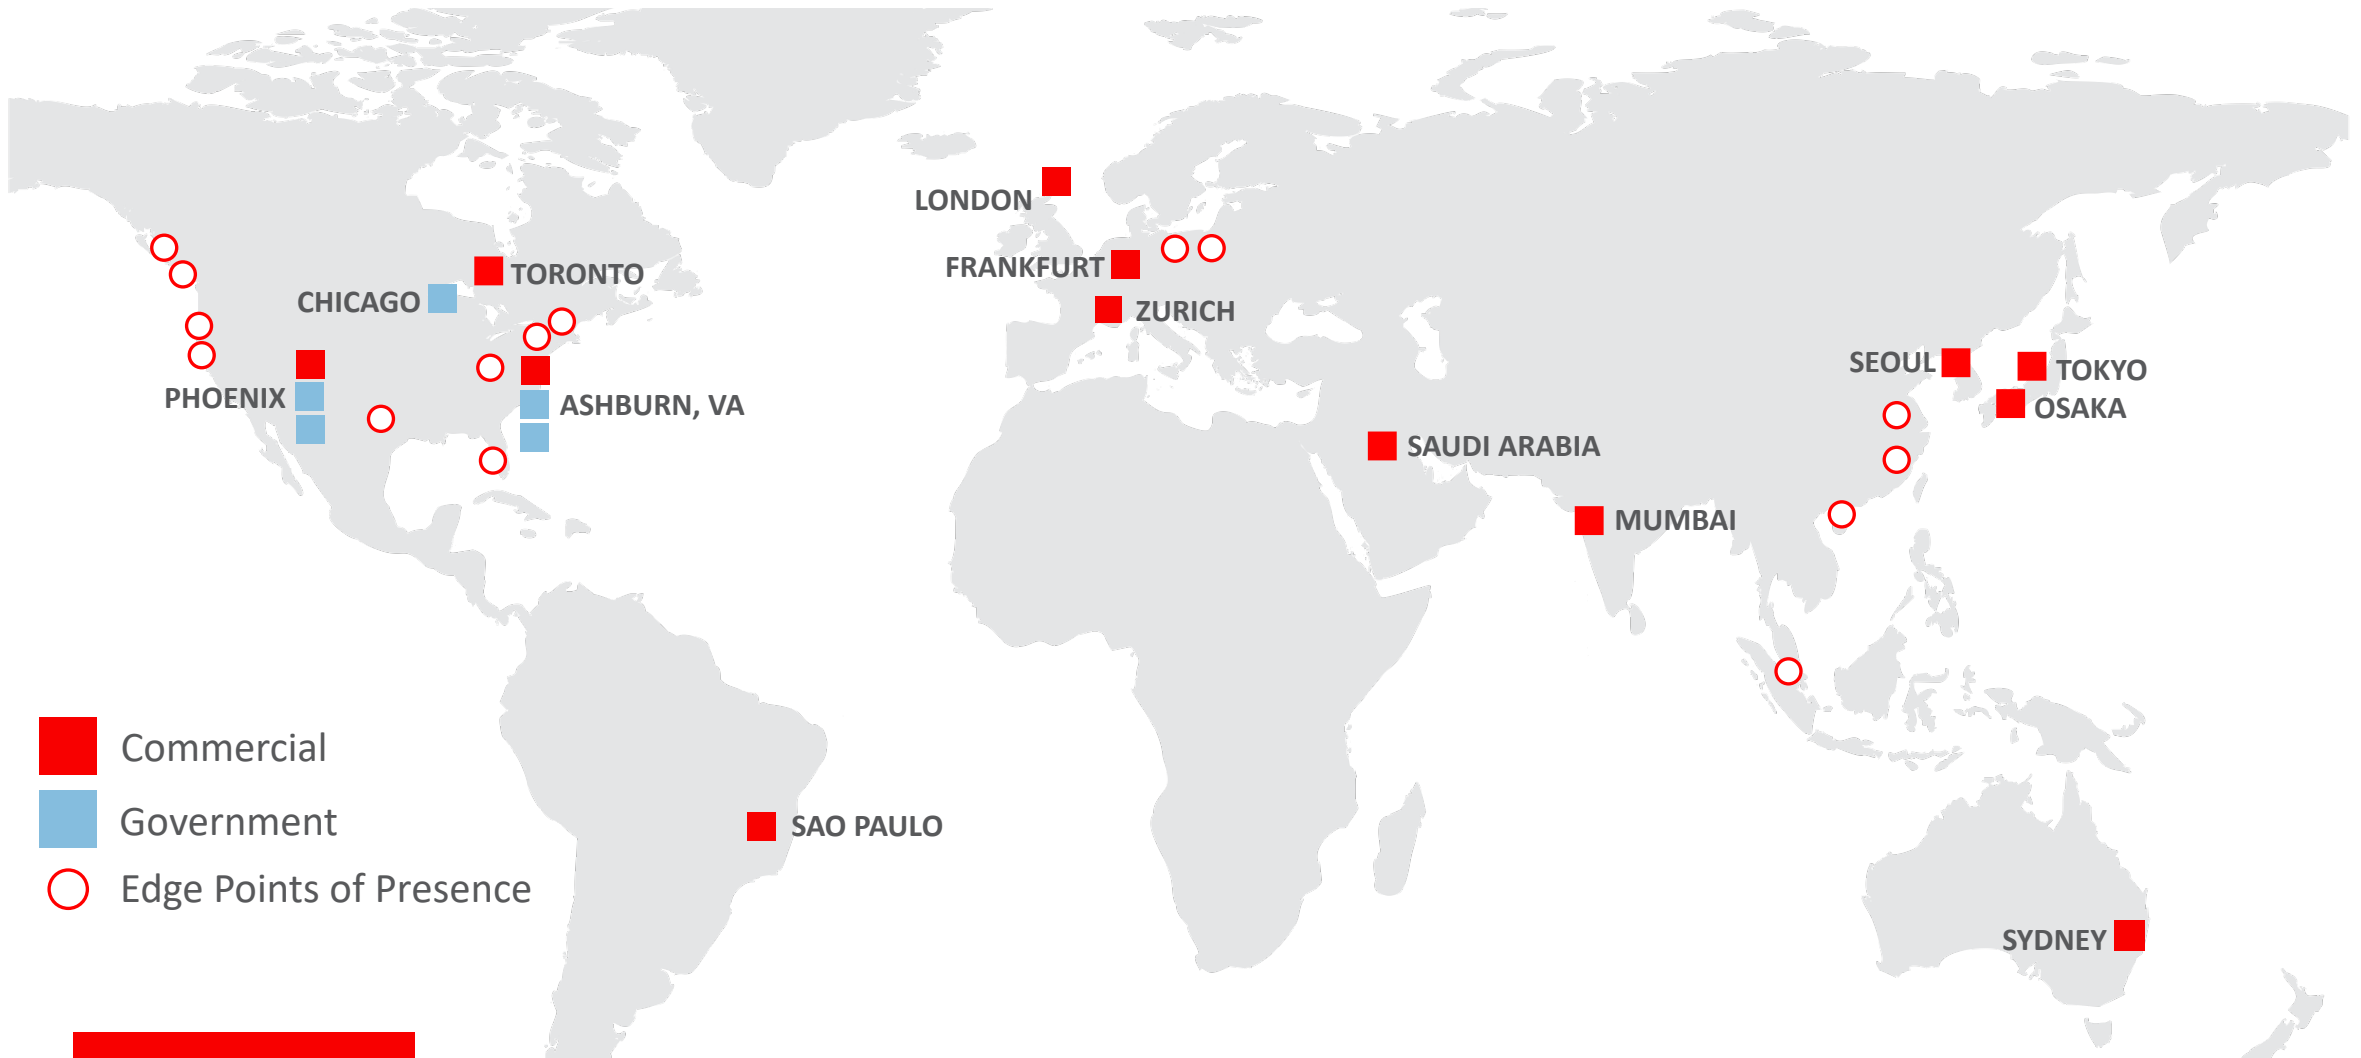 LONDON
TORONTO
FRANKFURT
CHICAGO
ZURICH
SEOUL
TOKYO
PHOENIX
ASHBURN, VA
OSAKA
SAUDI ARABIA
MUMBAI
Commercial
Government
SAO PAULO
Edge Points of Presence
SYDNEY